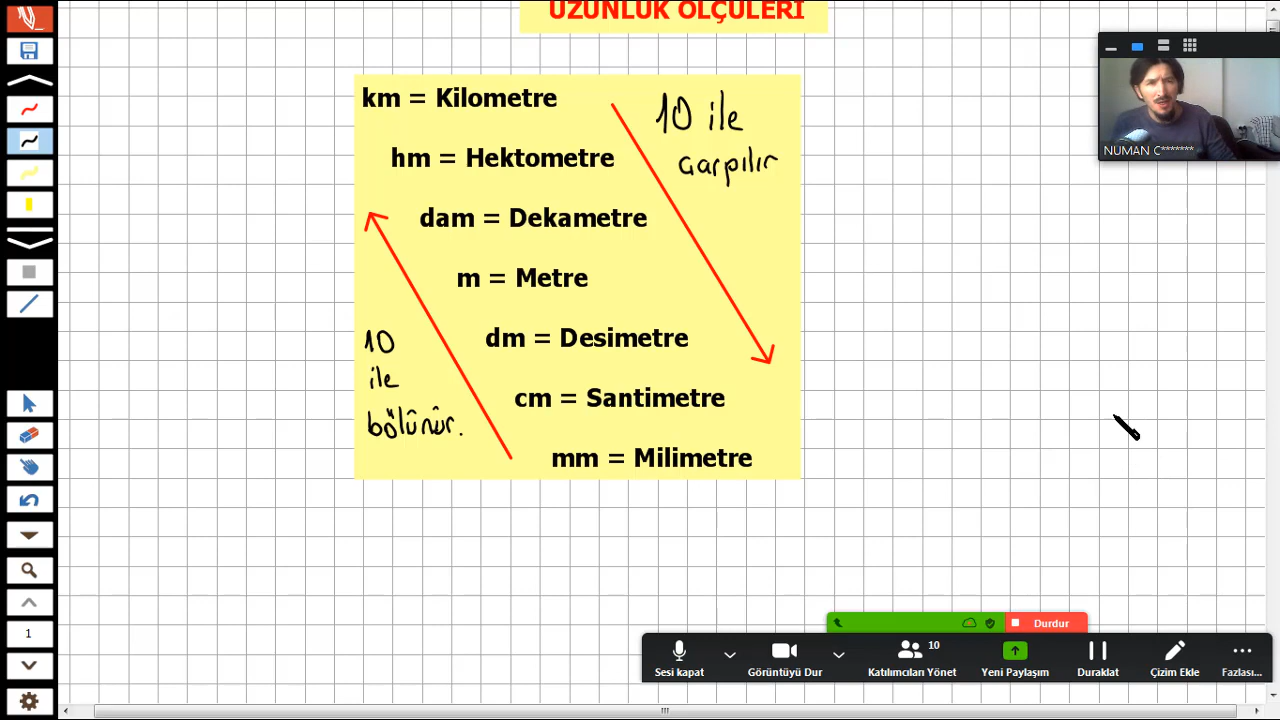 UZUNLUK ÖLÇÜLERİ
km = Kilometre
10 ile
çarpılır
hm = Hektometre
dam = Dekametre
m = Metre
10
ile
bölünür.
dm = Desimetre
cm = Santimetre
mm = Milimetre
NUMAN C*******
1
Durdur
10
Sesi kapat
Görüntüyü Dur
Katılımcıları Yönet
Yeni Paylaşım
Duraklat
Çizim Ekle
Fazlası...